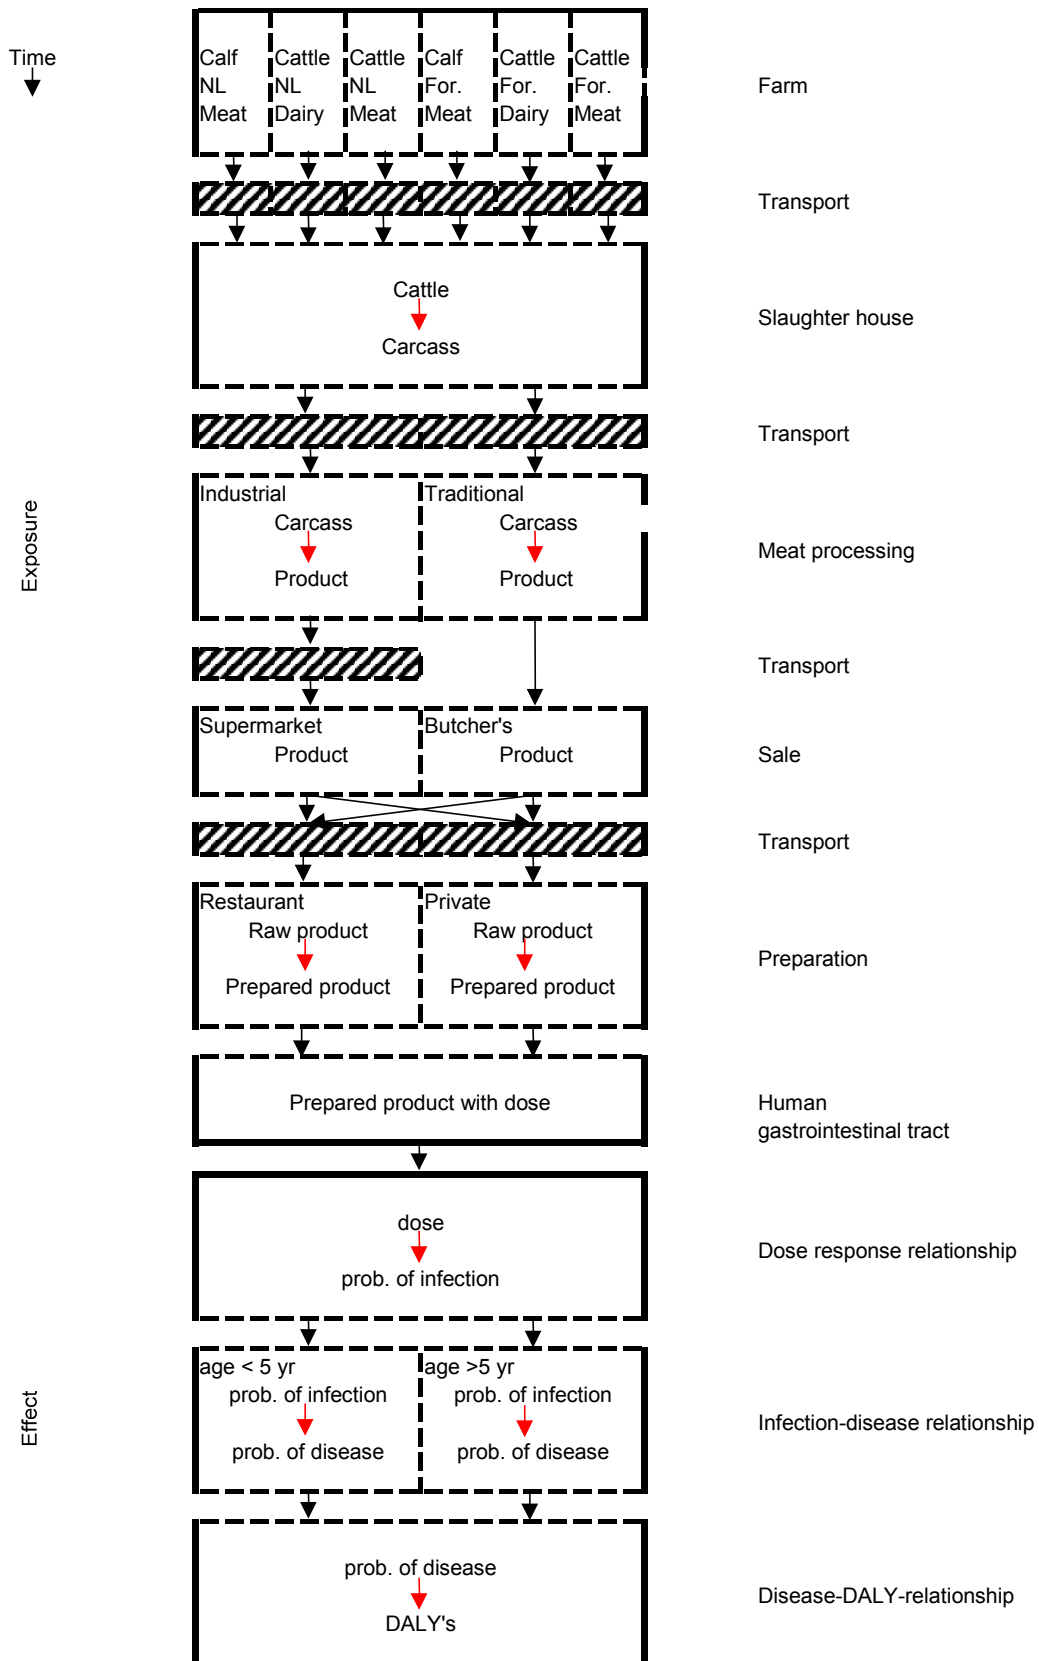 Time
Calf
NL
Meat
Cattle
NL
Dairy
Cattle
NL
Meat
Calf
For.
Meat
Cattle
For.
Dairy
Cattle
For.
Meat
Farm
Transport
Cattle
Carcass
Slaughter house
Transport
Exposure
Industrial
Carcass
Product
Traditional
Carcass
Product
Meat processing
Transport
Supermarket
Product
Butcher's
Product
Sale
Transport
Restaurant
Raw product
Prepared product
Private
Raw product
Prepared product
Preparation
Prepared product with dose
Human
gastrointestinal tract
dose
prob. of infection
Dose response relationship
Effect
age < 5 yr
prob. of infection
prob. of disease
age >5 yr
prob. of infection
prob. of disease
Infection-disease relationship
prob. of disease
DALY's
Disease-DALY-relationship